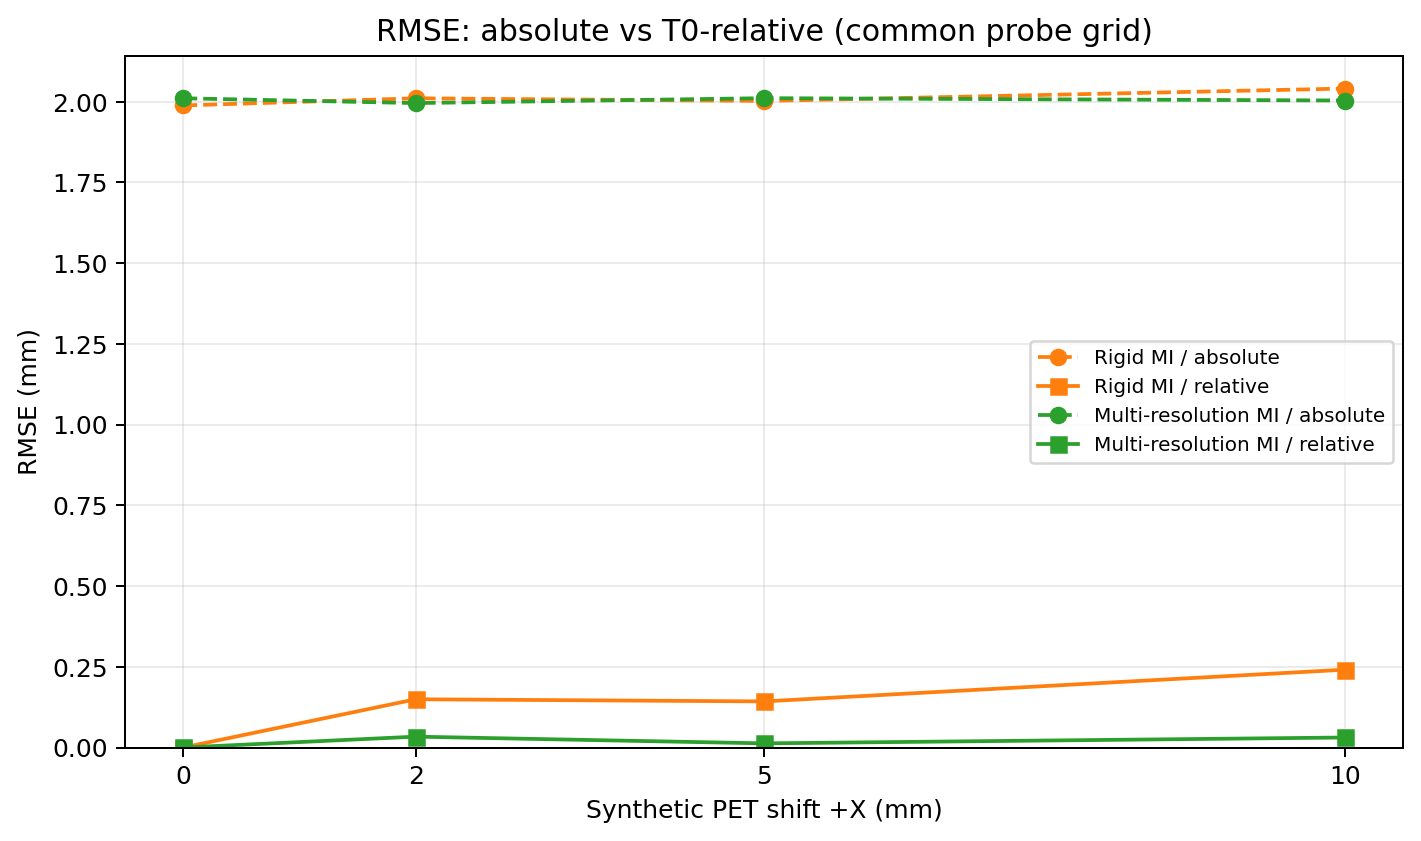 RMSE: absolute vs T0-relative (common probe grid)
2.00
1.75
1.50
1.25
1.00
0.75
0.50
0.25
0.00
RMSE (mm)
Rigid MI / absolute
Rigid MI / relative
Multi-resolution MI / absolute
Multi-resolution MI / relative
0 2 5 10
Synthetic PET shift +X (mm)